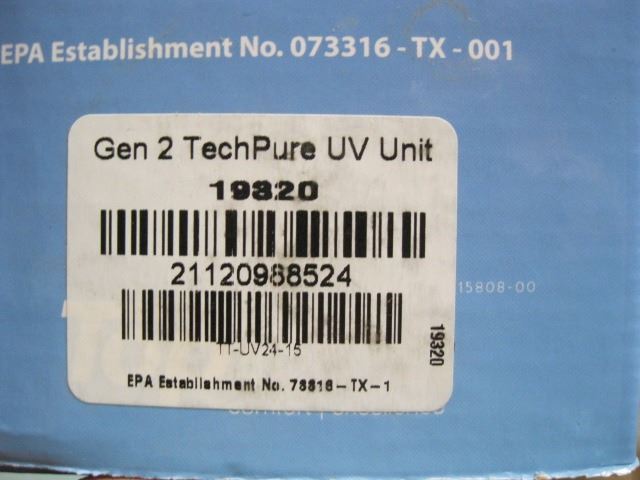 EPA Establishment No. 073316 - TX - 001
Gen 2 TechPure UV Unit
19320
21120988524
15808-00
TT-UV24-15
19320
EPA Establishment No. 73316-TX-1